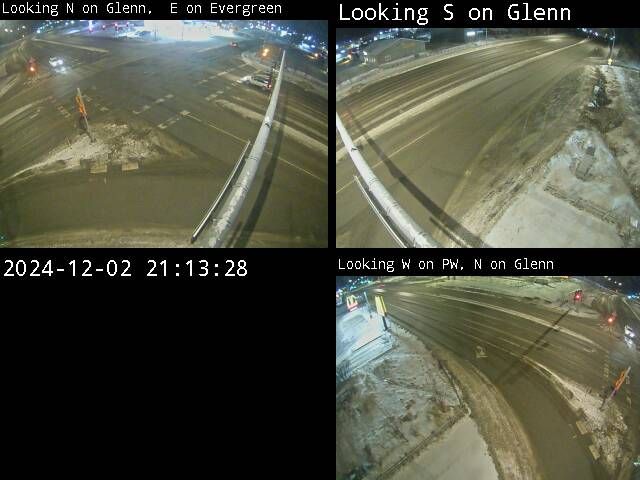 Looking N on Glenn,  E on Evergreen
Looking S on Glenn
2024-12-02 21:13:28
Looking W on PW, N on Glenn